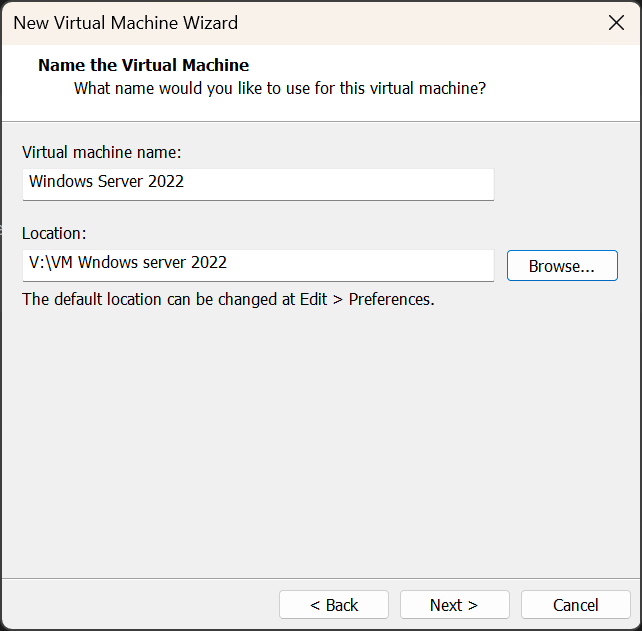 New Virtual Machine Wizard
Name the Virtual Machine
What name would you like to use for this virtual machine?
Virtual machine name:
Windows Server 2022
Location:
V:\VM Wndows server 2022
Browse...
The default location can be changed at Edit > Preferences.
< Back
Next >
Cancel